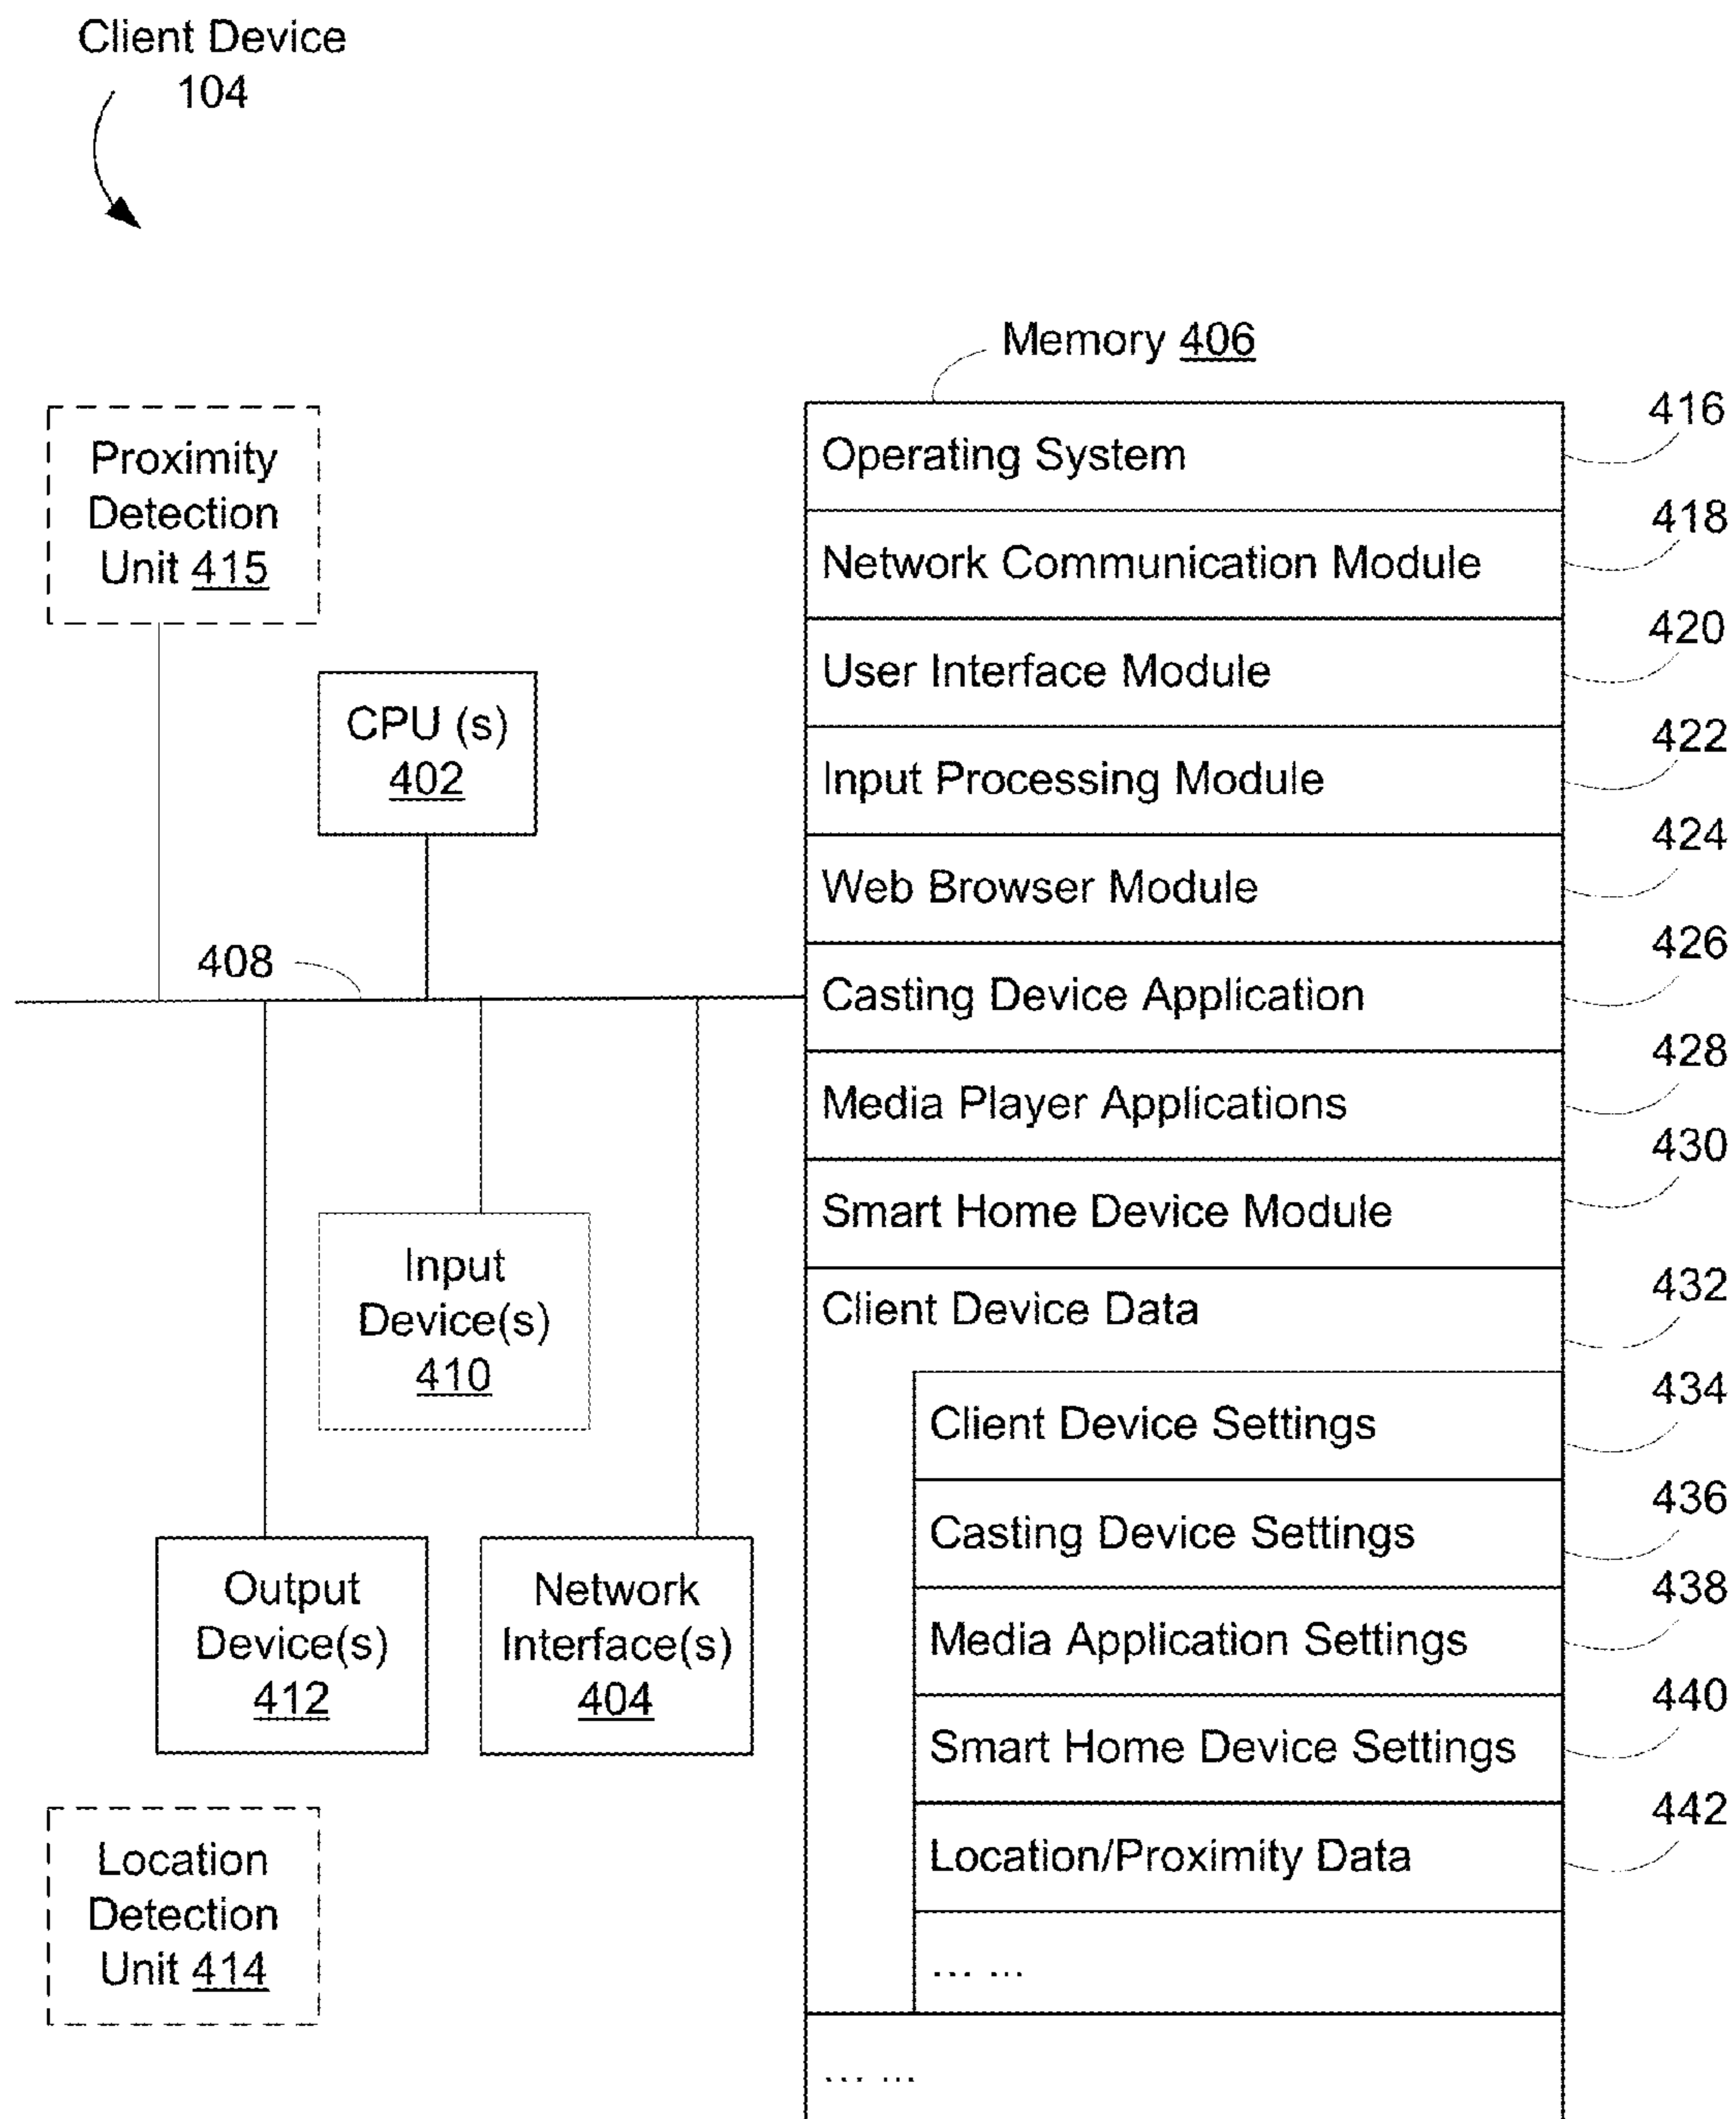 Client Device
104
Memory 406
Proximity
Detection
Unit 415
CPU (s)
402
408
Input
Device(s)
410
Output
Device(s)
412
Network
Interface(s)
404
Location
Detection
Unit 414
Operating System
416
Network Communication Module
418
User Interface Module
420
Input Processing Module
422
Web Browser Module
424
Casting Device Application
426
Media Player Applications
428
Smart Home Device Module
430
Client Device Data
432
Client Device Settings
434
Casting Device Settings
436
Media Application Settings
438
Smart Home Device Settings
440
Location/Proximity Data
442
... ...
... ...